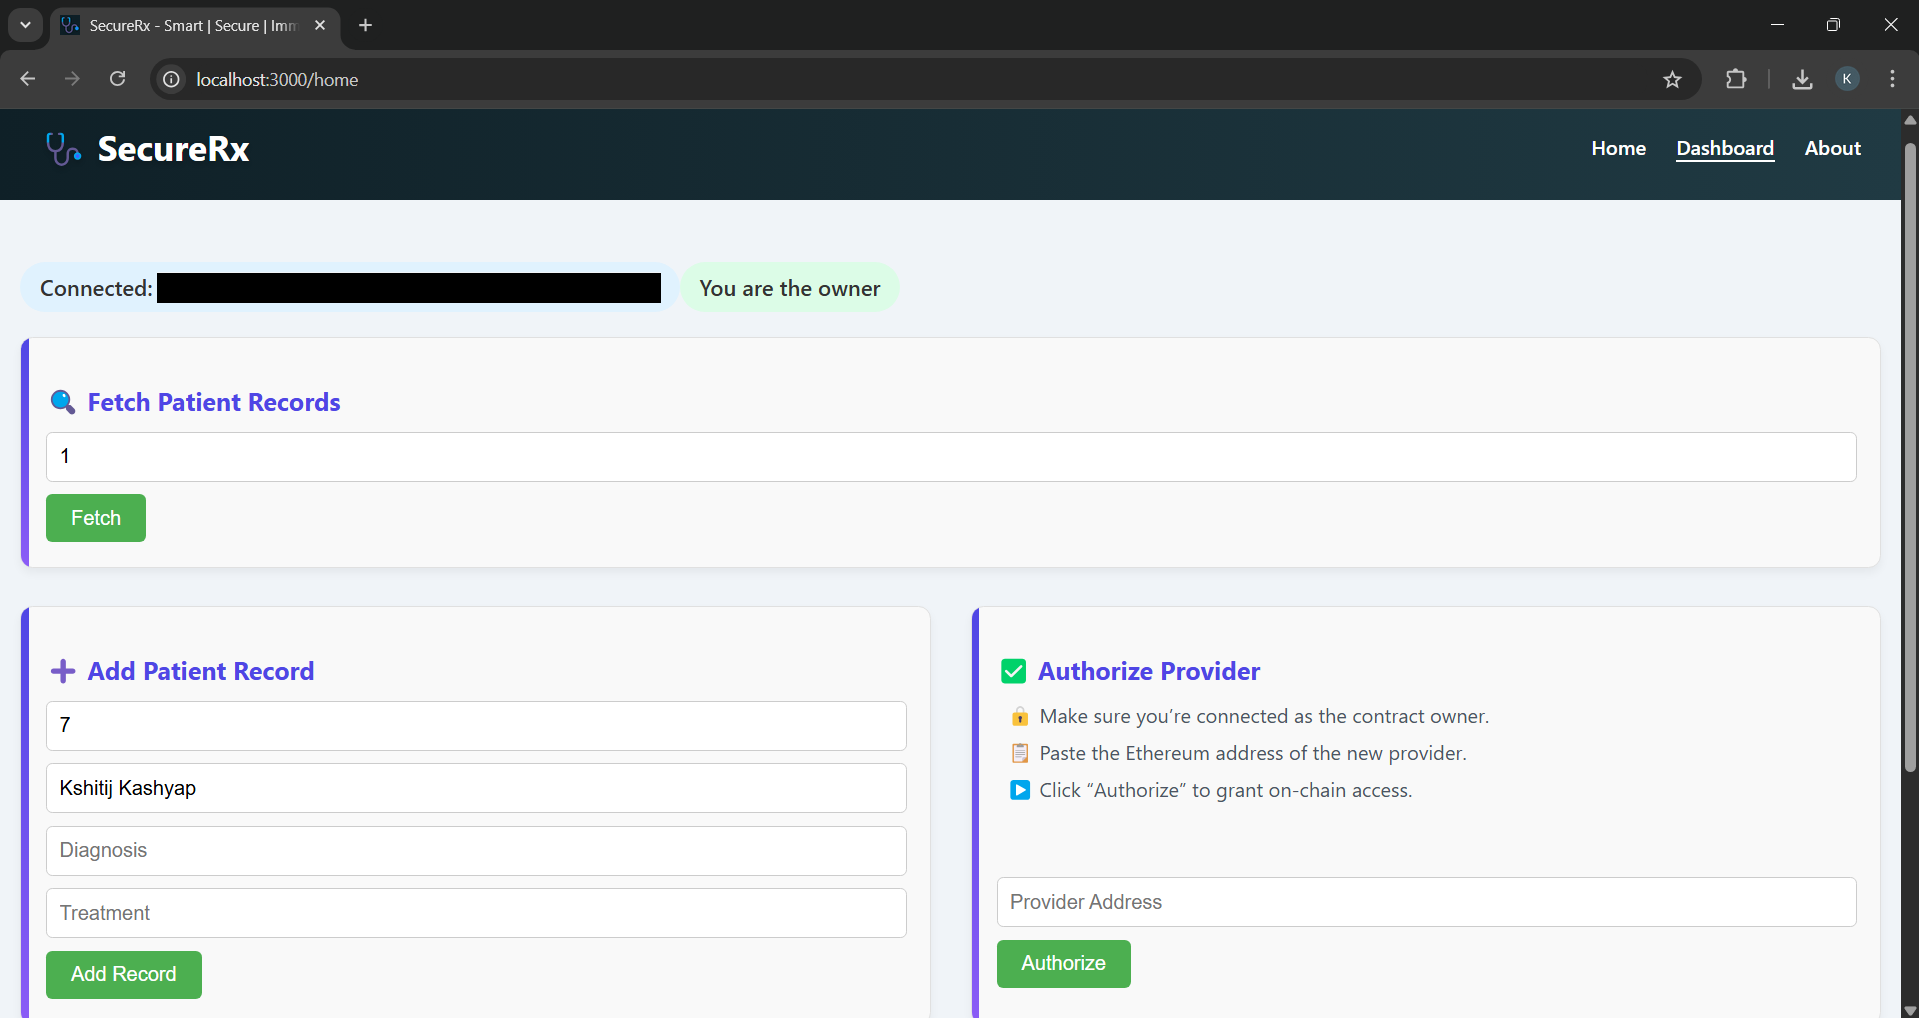 SecureRx - Smart | Secure | Imm
localhost:3000/home
K
SecureRx
Home
Dashboard
About
Connected:
You are the owner
Fetch Patient Records
1
Fetch
Add Patient Record
7
Kshitij Kashyap
Diagnosis
Treatment
Add Record
Authorize Provider
Make sure you’re connected as the contract owner.
Paste the Ethereum address of the new provider.
Click “Authorize” to grant on-chain access.
Provider Address
Authorize